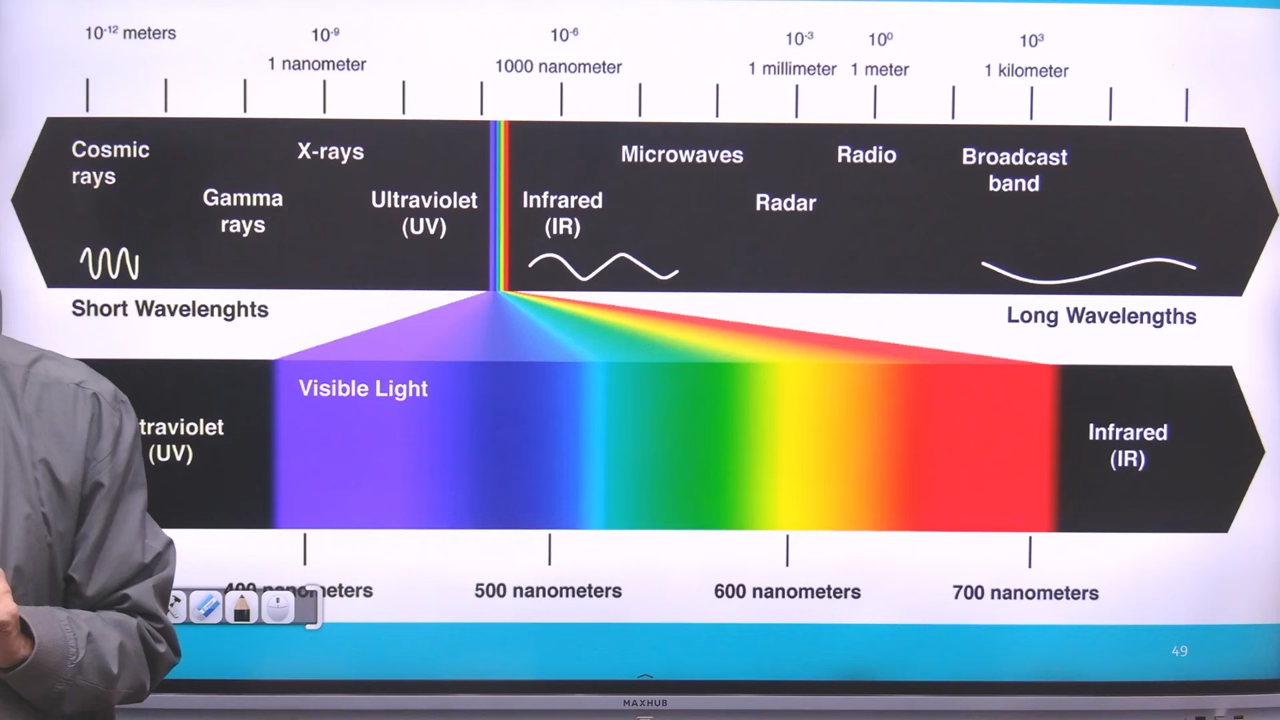 10⁻¹² meters
10⁻⁹
1 nanometer
10⁻⁶
1000 nanometer
10⁻³
1 millimeter
10⁰
1 meter
10³
1 kilometer
Cosmic
rays
Gamma
rays
X-rays
Ultraviolet
(UV)
Infrared
(IR)
Microwaves
Radar
Radio
Broadcast
band
Short Wavelenghts
Long Wavelengths
Visible Light
traviolet
(UV)
Infrared
(IR)
400 nanometers
500 nanometers
600 nanometers
700 nanometers
49
MAXHUB